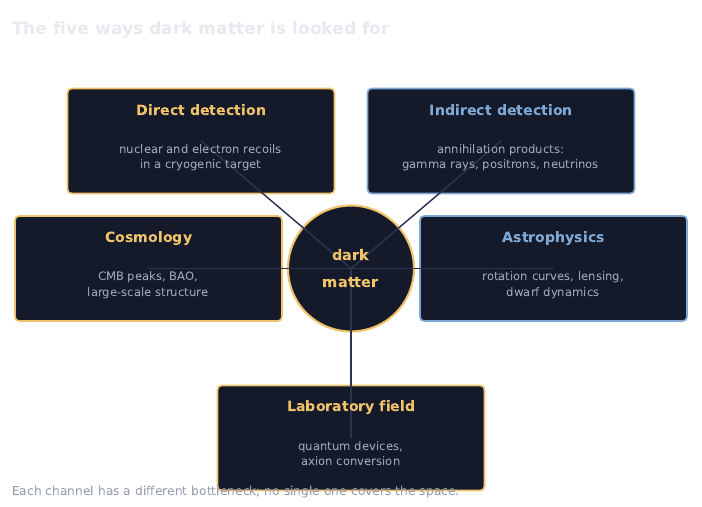 The five ways dark matter is looked for
Direct detection
nuclear and electron recoils
in a cryogenic target
Indirect detection
annihilation products:
gamma rays, positrons, neutrinos
Cosmology
CMB peaks, BAO,
large-scale structure
dark
matter
Astrophysics
rotation curves, lensing,
dwarf dynamics
Laboratory field
quantum devices,
axion conversion
Each channel has a different bottleneck; no single one covers the space.